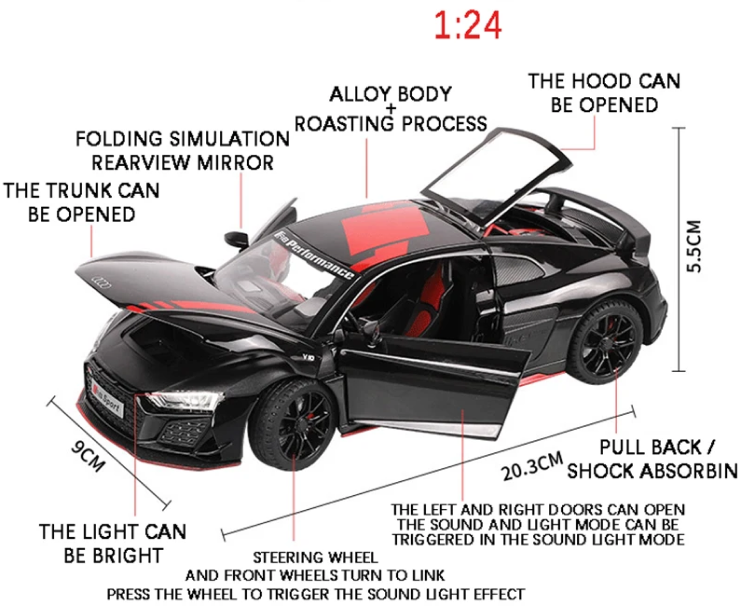 1:24
THE HOOD CAN
BE OPENED
ALLOY BODY
+
ROASTING PROCESS
FOLDING SIMULATION
REARVIEW MIRROR
THE TRUNK CAN
BE OPENED
Performance
5.5CM
V10
Sport
9CM
20.3CM
PULL BACK /
SHOCK ABSORBIN
THE LEFT AND RIGHT DOORS CAN OPEN
THE SOUND AND LIGHT MODE CAN BE
TRIGGERED IN THE SOUND LIGHT MODE
THE LIGHT CAN
BE BRIGHT
STEERING WHEEL
AND FRONT WHEELS TURN TO LINK
PRESS THE WHEEL TO TRIGGER THE SOUND LIGHT EFFECT